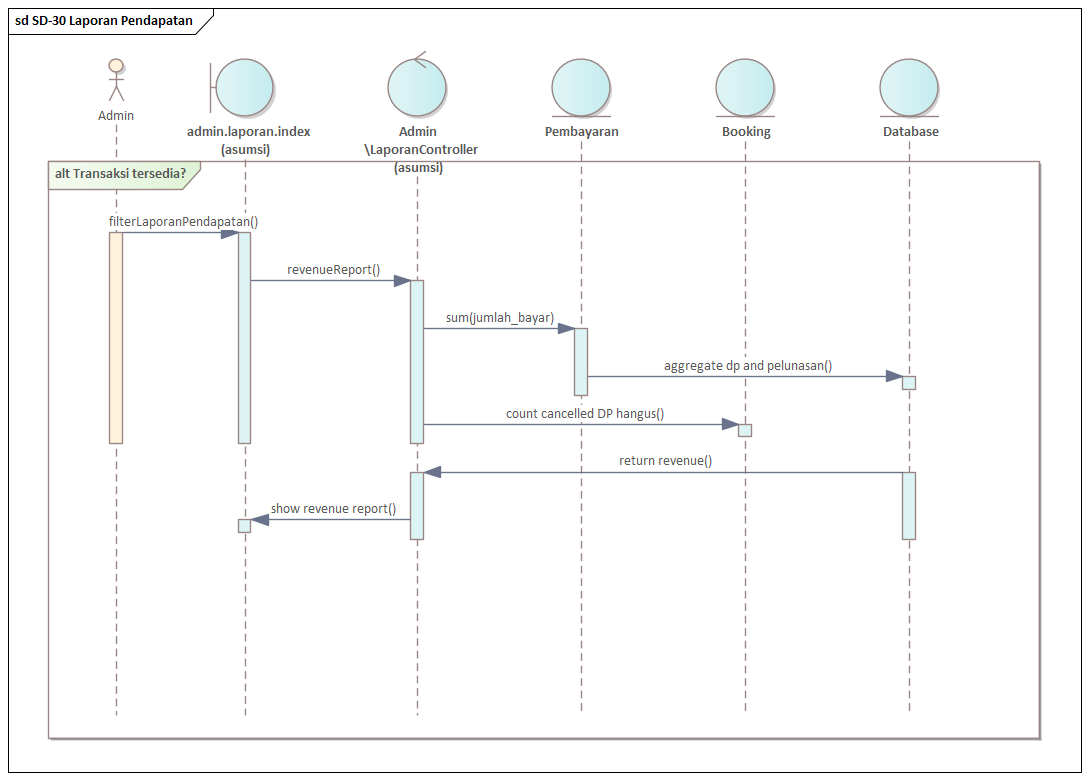 sd SD-30 Laporan Pendapatan
Admin
admin.laporan.index
(asumsi)
Admin
\LaporanController
(asumsi)
Pembayaran
Booking
Database
alt Transaksi tersedia?
filterLaporanPendapatan()
revenueReport()
sum(jumlah_bayar)
aggregate dp and pelunasan()
count cancelled DP hangus()
return revenue()
show revenue report()